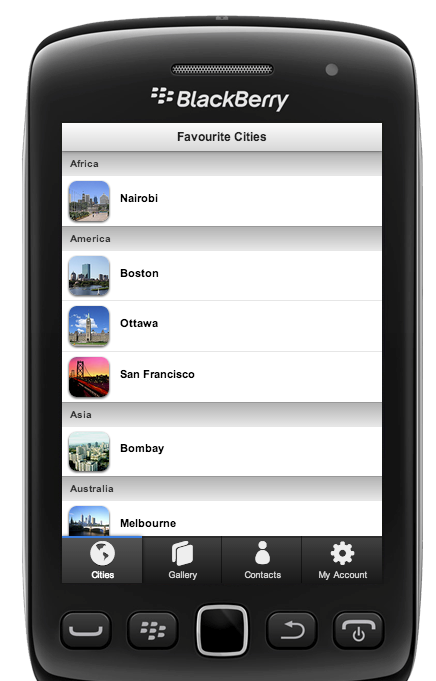 BlackBerry
Favourite Cities
Africa
Nairobi
America
Boston
Ottawa
San Francisco
Asia
Bombay
Australia
Melbourne
Cities Gallery Contacts My Account